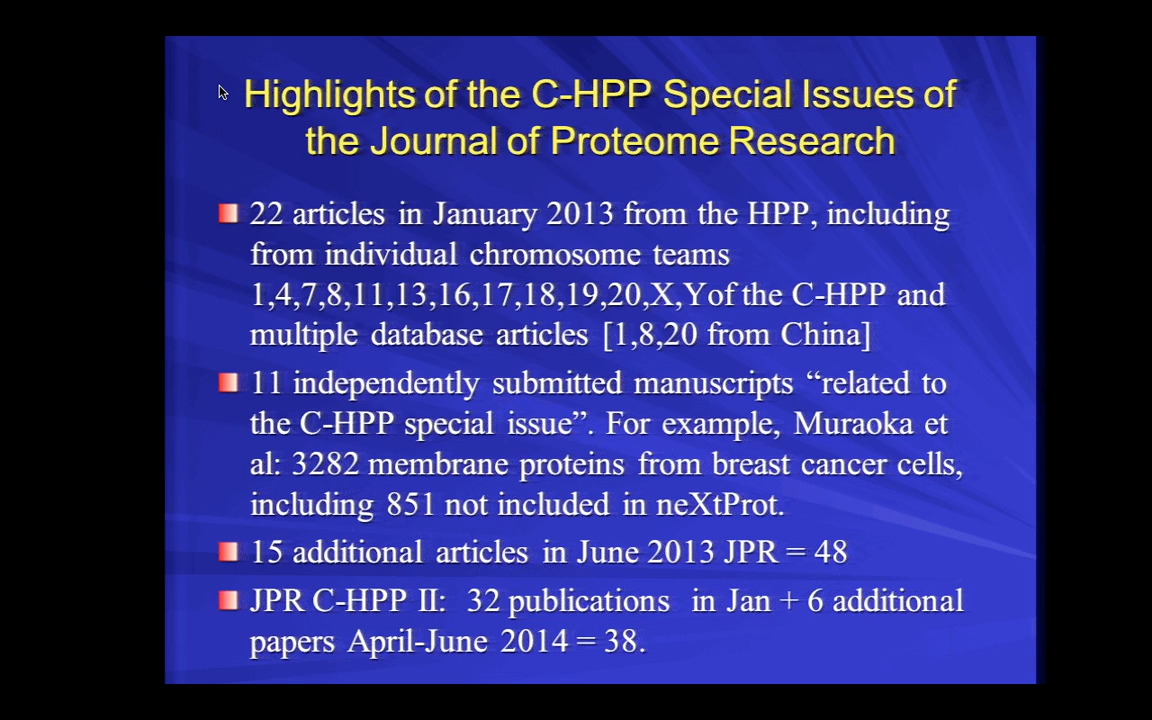 Highlights of the C-HPP Special Issues of
the Journal of Proteome Research
22 articles in January 2013 from the HPP, including
from individual chromosome teams
1,4,7,8,11,13,16,17,18,19,20,X,Yof the C-HPP and
multiple database articles [1,8,20 from China]
11 independently submitted manuscripts “related to
the C-HPP special issue”. For example, Muraoka et
al: 3282 membrane proteins from breast cancer cells,
including 851 not included in neXtProt.
15 additional articles in June 2013 JPR = 48
JPR C-HPP II: 32 publications in Jan + 6 additional
papers April-June 2014 = 38.